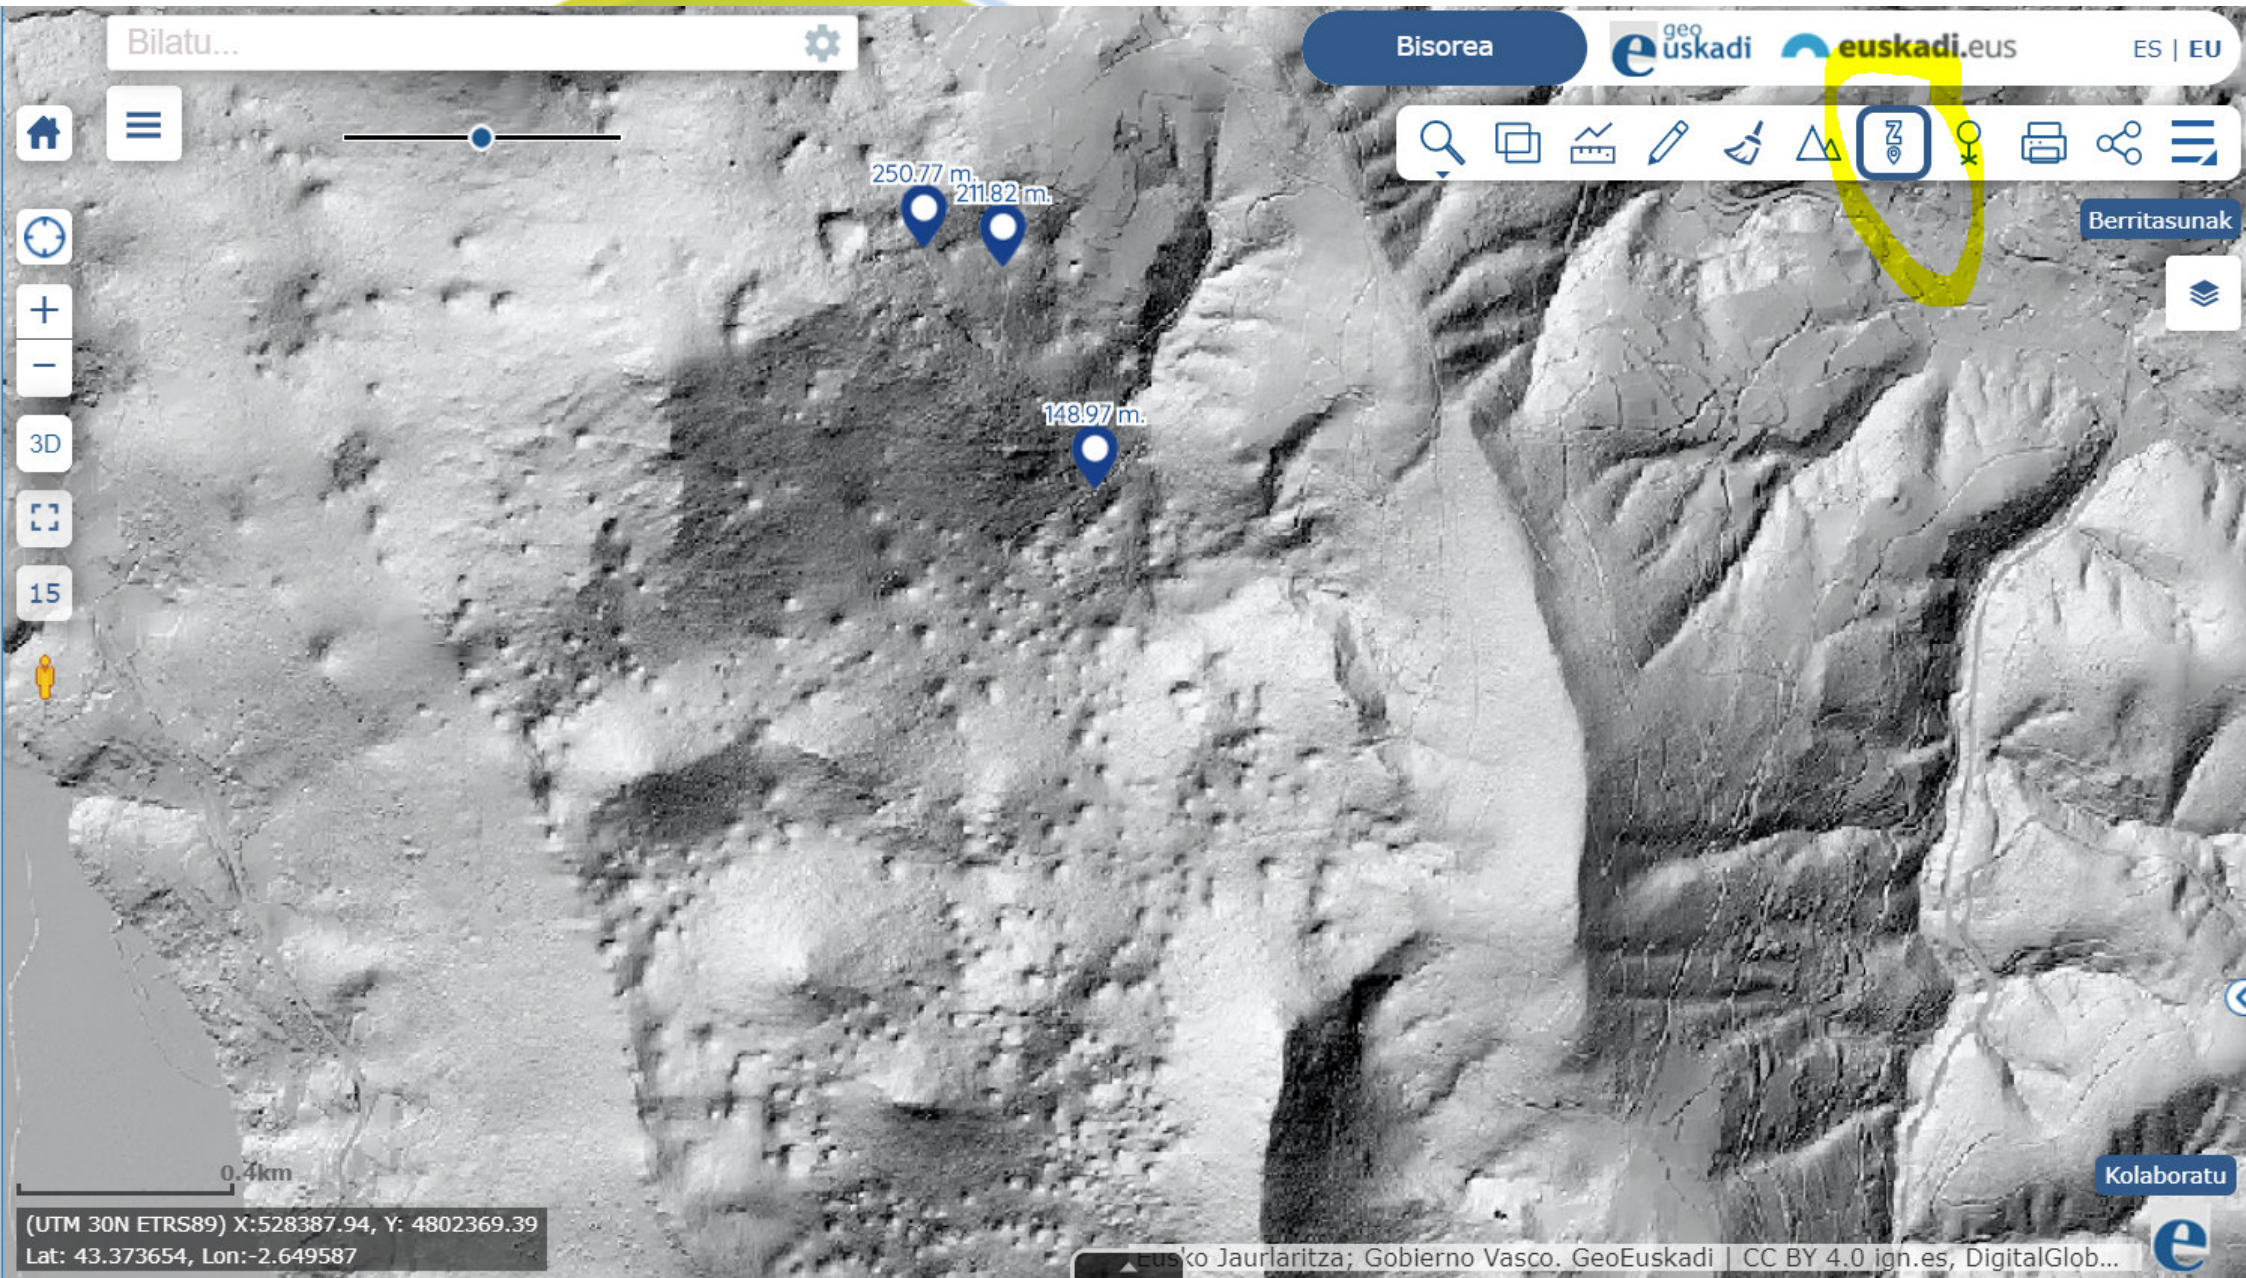 Bilatu...
Bisorea
geo
euskadi
euskadi.eus
ES | EU
Z
250.77 m.
211.82 m.
Berritasunak
3D
148.97 m.
15
0.4km
Kolaboratu
(UTM 30N ETRS89) X:528387.94, Y: 4802369.39
Lat: 43.373654, Lon:-2.649587
Eusko Jaurlaritza; Gobierno Vasco. GeoEuskadi | CC BY 4.0 ign.es, DigitalGlob...
e